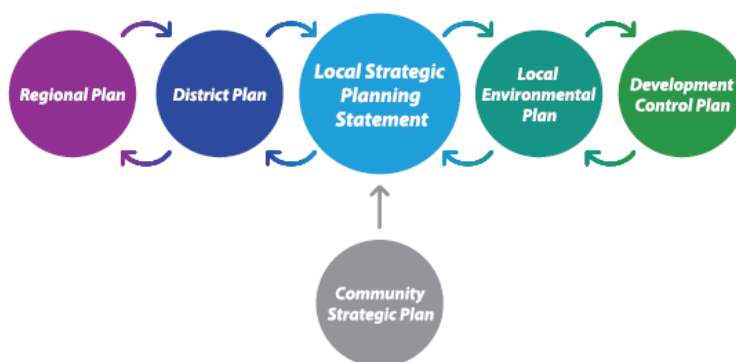 Regional Plan
District Plan
Local Strategic
Planning
Statement
Local
Environmental
Plan
Development
Control Plan
Community
Strategic Plan